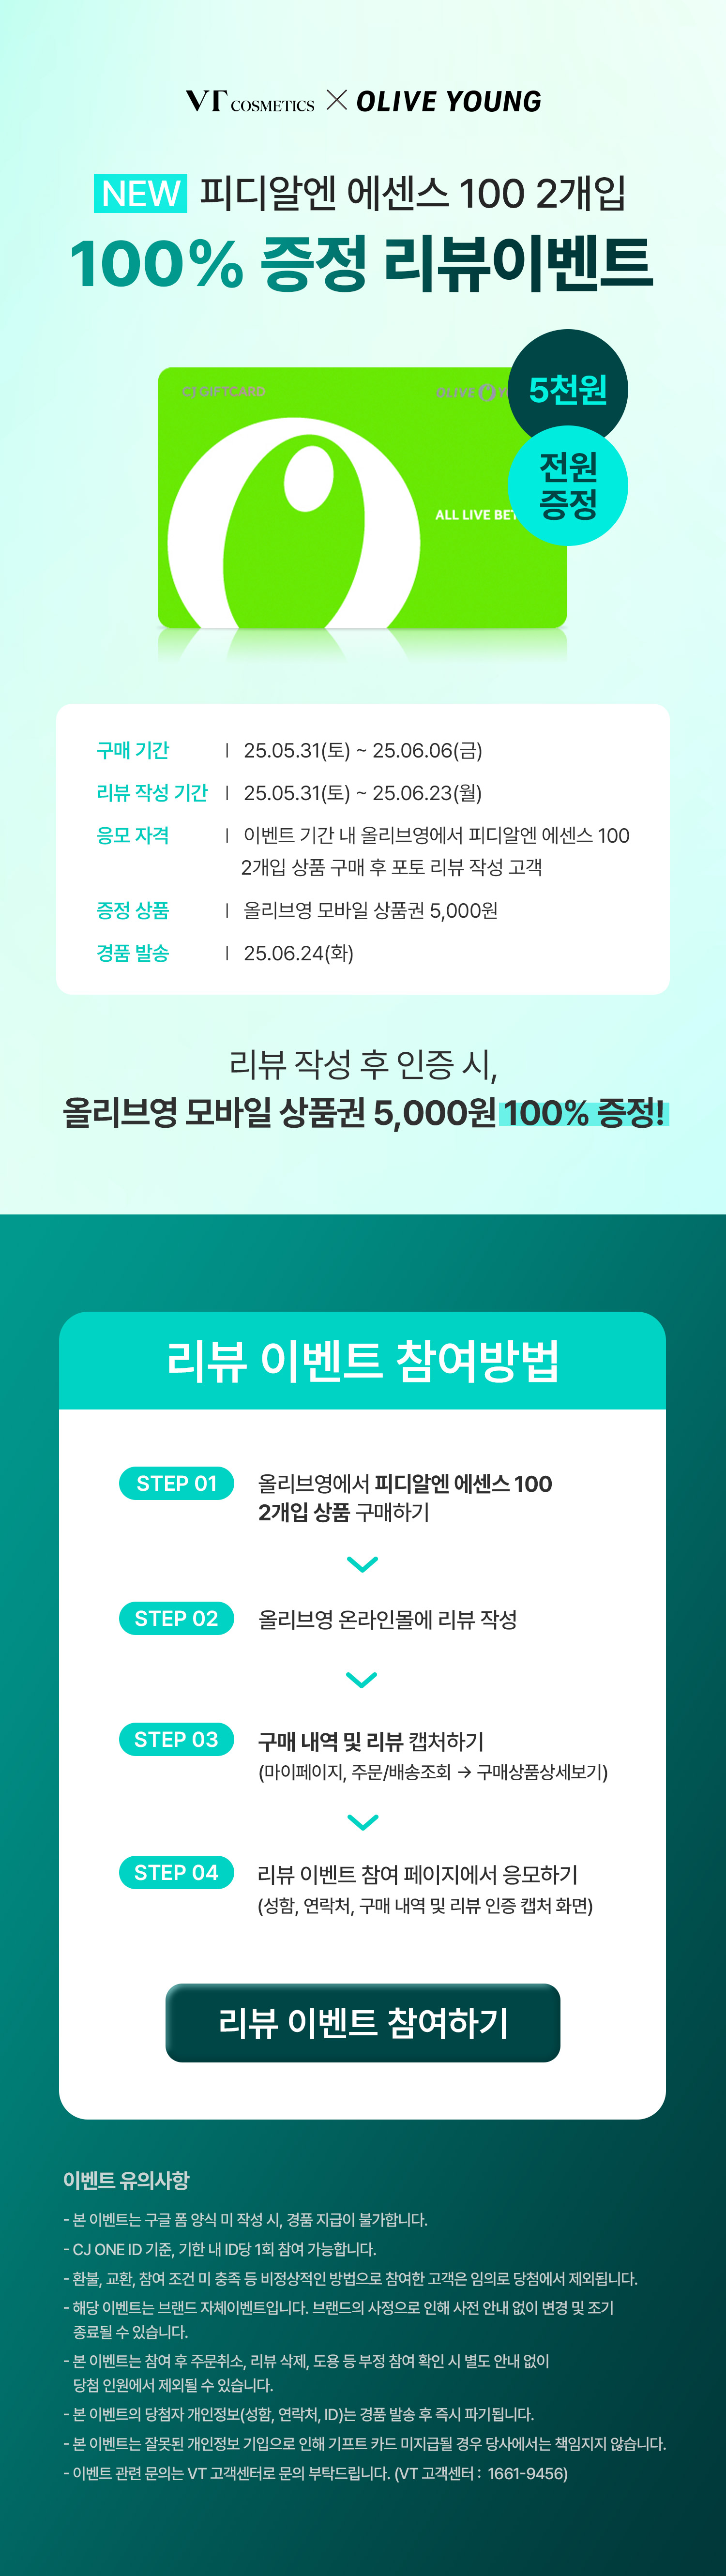 VT COSMETICS × OLIVE YOUNG
NEW 피디알엔 에센스 100 2개입
100% 증정 리뷰이벤트
CJ GIFTCARD
OLIVE Y
5천원
전원
증정
ALL LIVE BE
구매 기간 | 25.05.31(토) ~ 25.06.06(금)
리뷰 작성 기간 | 25.05.31(토) ~ 25.06.23(월)
응모 자격 | 이벤트 기간 내 올리브영에서 피디알엔 에센스 100
2개입 상품 구매 후 포토 리뷰 작성 고객
증정 상품 | 올리브영 모바일 상품권 5,000원
경품 발송 | 25.06.24(화)
리뷰 작성 후 인증 시,
올리브영 모바일 상품권 5,000원 100% 증정!
리뷰 이벤트 참여방법
STEP 01 올리브영에서 피디알엔 에센스 100
2개입 상품 구매하기
STEP 02 올리브영 온라인몰에 리뷰 작성
STEP 03 구매 내역 및 리뷰 캡처하기
(마이페이지, 주문/배송조회 → 구매상품상세보기)
STEP 04 리뷰 이벤트 참여 페이지에서 응모하기
(성함, 연락처, 구매 내역 및 리뷰 인증 캡처 화면)
리뷰 이벤트 참여하기
이벤트 유의사항
- 본 이벤트는 구글 폼 양식 미 작성 시, 경품 지급이 불가합니다.
- CJ ONE ID 기준, 기한 내 ID당 1회 참여 가능합니다.
- 환불, 교환, 참여 조건 미 충족 등 비정상적인 방법으로 참여한 고객은 임의로 당첨에서 제외됩니다.
- 해당 이벤트는 브랜드 자체이벤트입니다. 브랜드의 사정으로 인해 사전 안내 없이 변경 및 조기
종료될 수 있습니다.
- 본 이벤트는 참여 후 주문취소, 리뷰 삭제, 도용 등 부정 참여 확인 시 별도 안내 없이
당첨 인원에서 제외될 수 있습니다.
- 본 이벤트의 당첨자 개인정보(성함, 연락처, ID)는 경품 발송 후 즉시 파기됩니다.
- 본 이벤트는 잘못된 개인정보 기입으로 인해 기프트 카드 미지급될 경우 당사에서는 책임지지 않습니다.
- 이벤트 관련 문의는 VT 고객센터로 문의 부탁드립니다. (VT 고객센터 : 1661-9456)